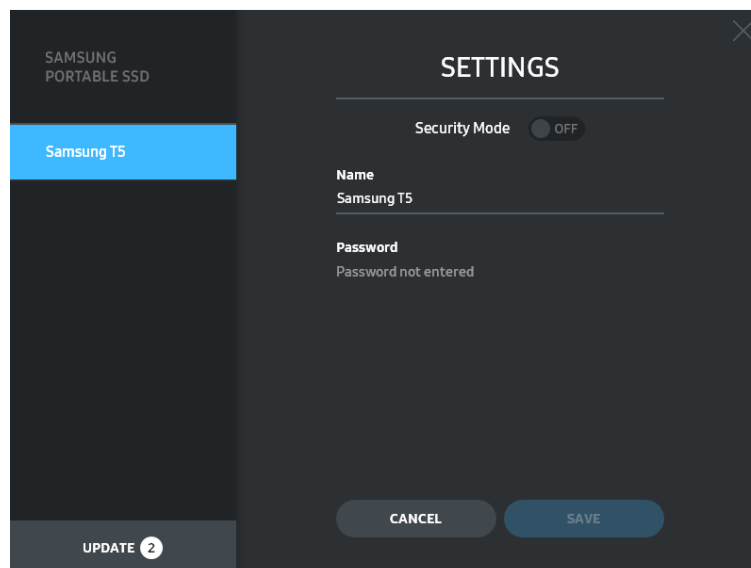 SAMSUNG
PORTABLE SSD
Samsung T5
UPDATE 2
SETTINGS
Security Mode OFF
Name
Samsung T5
Password
Password not entered
CANCEL SAVE